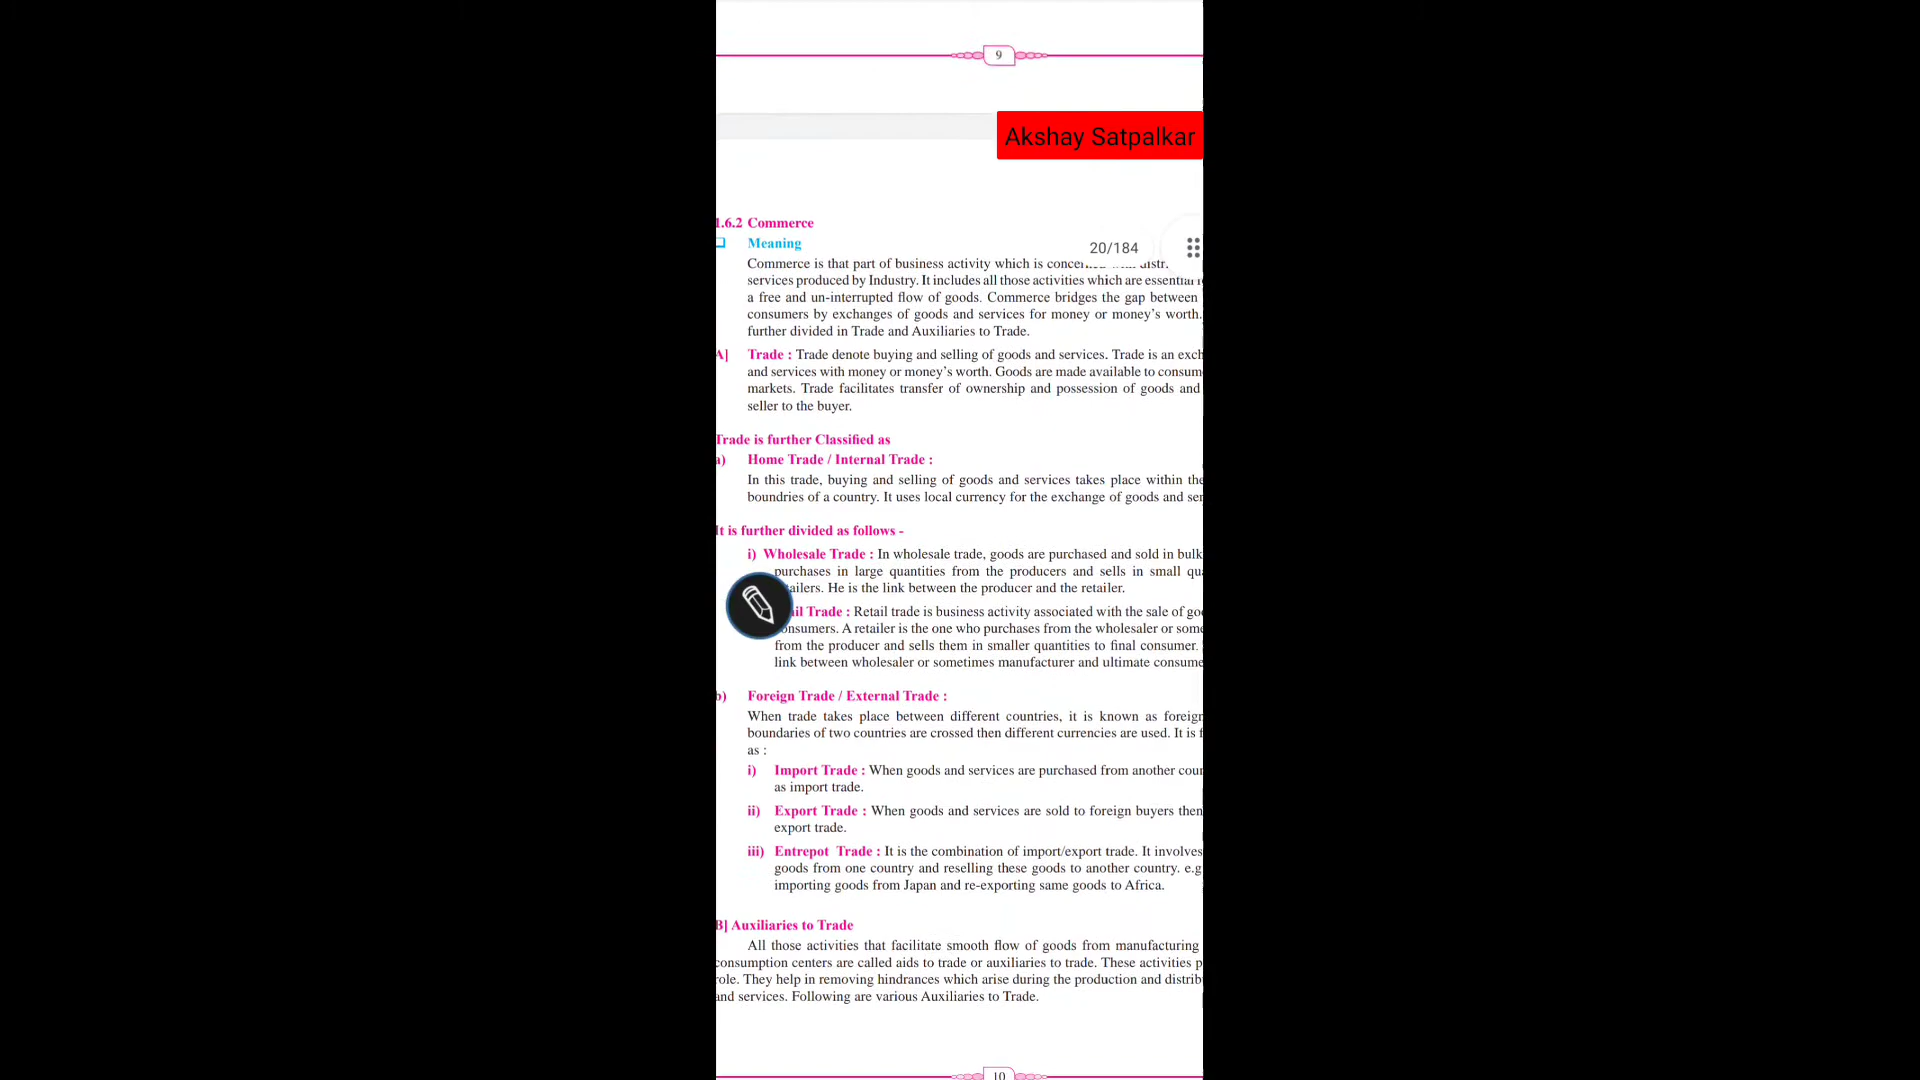 9
Akshay Satpalkar
1.6.2 Commerce
20/184
Meaning
Commerce is that part of business activity which is
services produced by Industry. It includes all those activities which are essential
a free and un-interrupted flow of goods. Commerce bridges the gap between
consumers by exchanges of goods and services for money or money's worth.
further divided in Trade and Auxiliaries to Trade.
A] Trade : Trade denote buying and selling of goods and services. Trade is an
and services with money or money's worth. Goods are made available to
markets. Trade facilitates transfer of ownership and possession of goods and
seller to the buyer.
Trade is further Classified as
a) Home Trade / Internal Trade :
In this trade, buying and selling of goods and services takes place within the
boundries of a country. It uses local currency for the exchange of goods and
It is further divided as follows -
i) Wholesale Trade : In wholesale trade, goods are purchased and sold in bulk
purchases in large quantities from the producers and sells in small
He is the link between the producer and the retailer.
Trade : Retail trade is business activity associated with the sale of
A retailer is the one who purchases from the wholesaler or
from the producer and sells them in smaller quantities to final consumer.
link between wholesaler or sometimes manufacturer and ultimate
b) Foreign Trade / External Trade :
When trade takes place between different countries, it is known as foreign
boundaries of two countries are crossed then different currencies are used. It is
as :
i) Import Trade : When goods and services are purchased from another
as import trade.
ii) Export Trade : When goods and services are sold to foreign buyers then
export trade.
iii) Entrepot Trade : It is the combination of import/export trade. It involves
goods from one country and reselling these goods to another country. e.g
importing goods from Japan and re-exporting same goods to Africa.
B] Auxiliaries to Trade
All those activities that facilitate smooth flow of goods from manufacturing
consumption centers are called aids to trade or auxiliaries to trade. These activities
role. They help in removing hindrances which arise during the production and
and services. Following are various Auxiliaries to Trade.
10